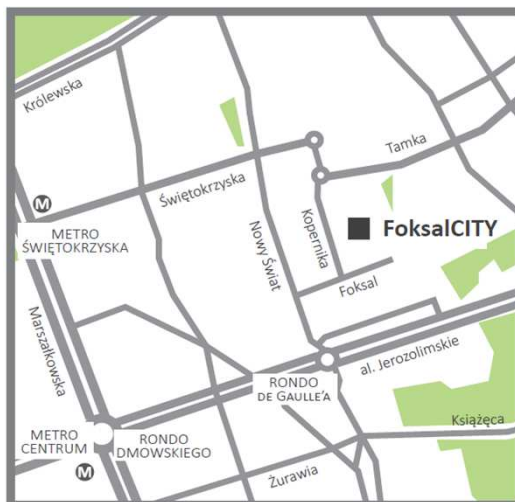 Królewska
Tamka
Świętokrzyska
M
METRO
ŚWIĘTOKRZYSKA
Kopernika
FoksalCITY
Nowy Świat
Foksal
Marszałkowska
al. Jerozolimskie
RONDO
DE GAULLE'A
Książęca
METRO
CENTRUM
RONDO
DMOWSKIEGO
M
Żurawia